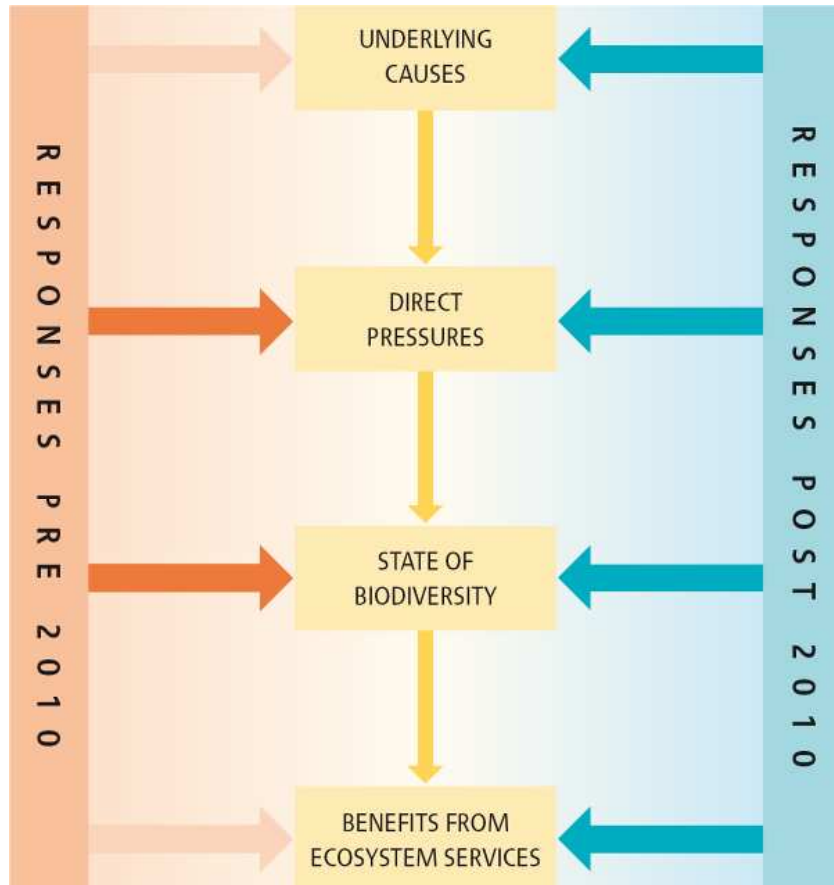 RESPONSES PRE 2010
UNDERLYING
CAUSES
DIRECT
PRESSURES
STATE OF
BIODIVERSITY
BENEFITS FROM
ECOSYSTEM SERVICES
RESPONSES POST 2010